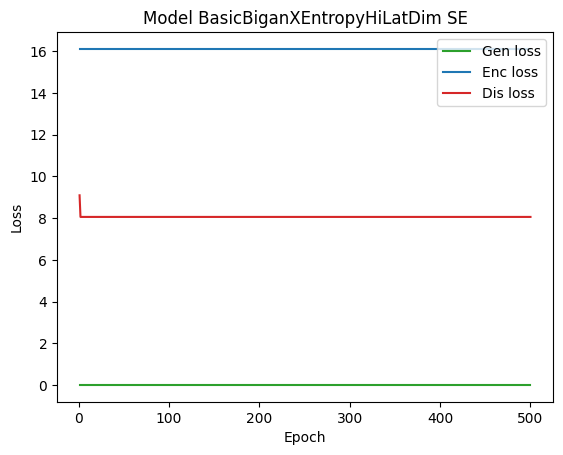 Model BasicBiganXEntropyHiLatDim SE
Gen loss
Enc loss
Dis loss
16
14
12
10
8
6
4
2
0
Loss
0 100 200 300 400 500
Epoch